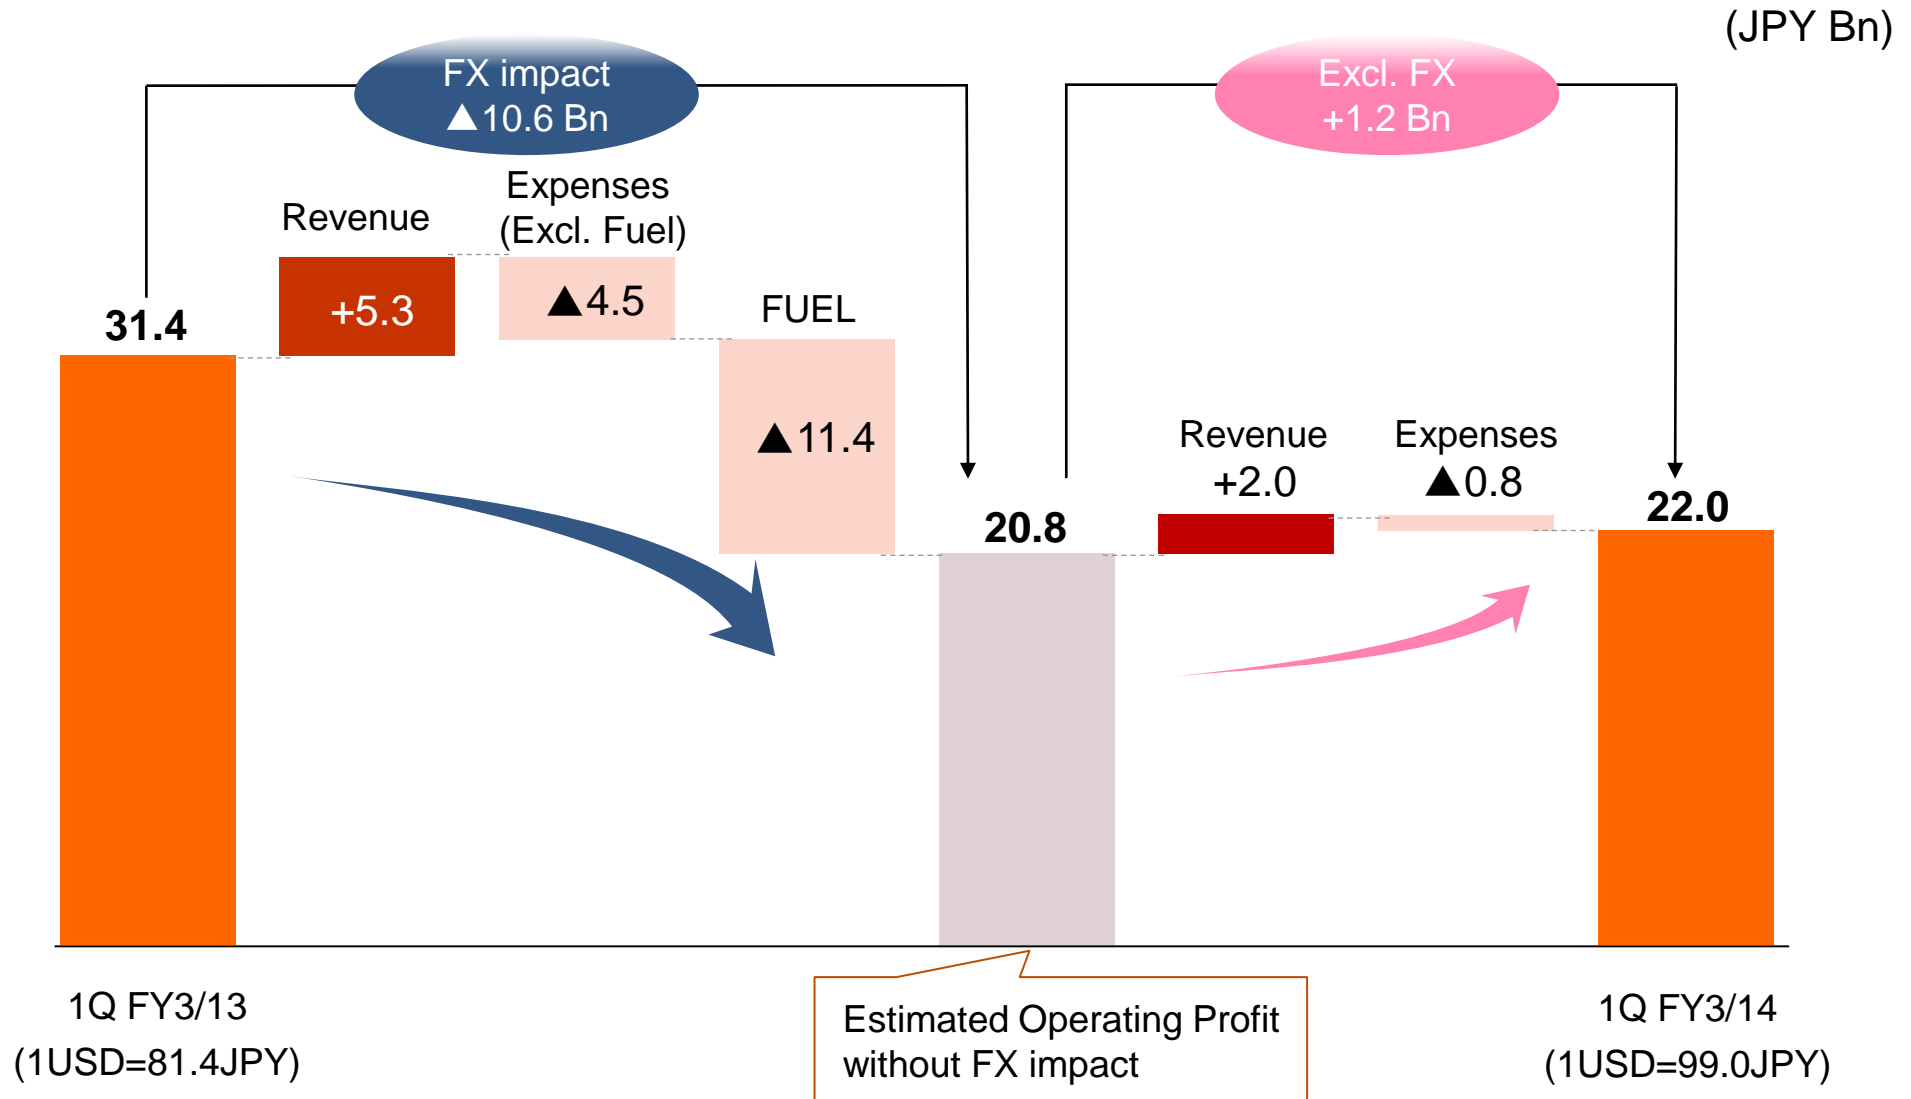 (JPY Bn)
FX impact
▲10.6 Bn
Excl. FX
+1.2 Bn
Revenue
Expenses
(Excl. Fuel)
FUEL
31.4
+5.3
▲4.5
▲11.4
20.8
Revenue
+2.0
Expenses
▲0.8
22.0
1Q FY3/13
(1USD=81.4JPY)
Estimated Operating Profit
without FX impact
1Q FY3/14
(1USD=99.0JPY)